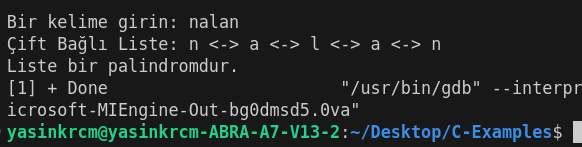 Bir kelime girin: nalan
Çift Bağlı Liste: n <-> a <-> l <-> a <-> n
Liste bir palindromdur.
[1] + Done                       "/usr/bin/gdb" --interpr
icrosoft-MIEngine-Out-bg0dmsd5.0va"
yasinkrcm@yasinkrcm-ABRA-A7-V13-2:~/Desktop/C-Examples$